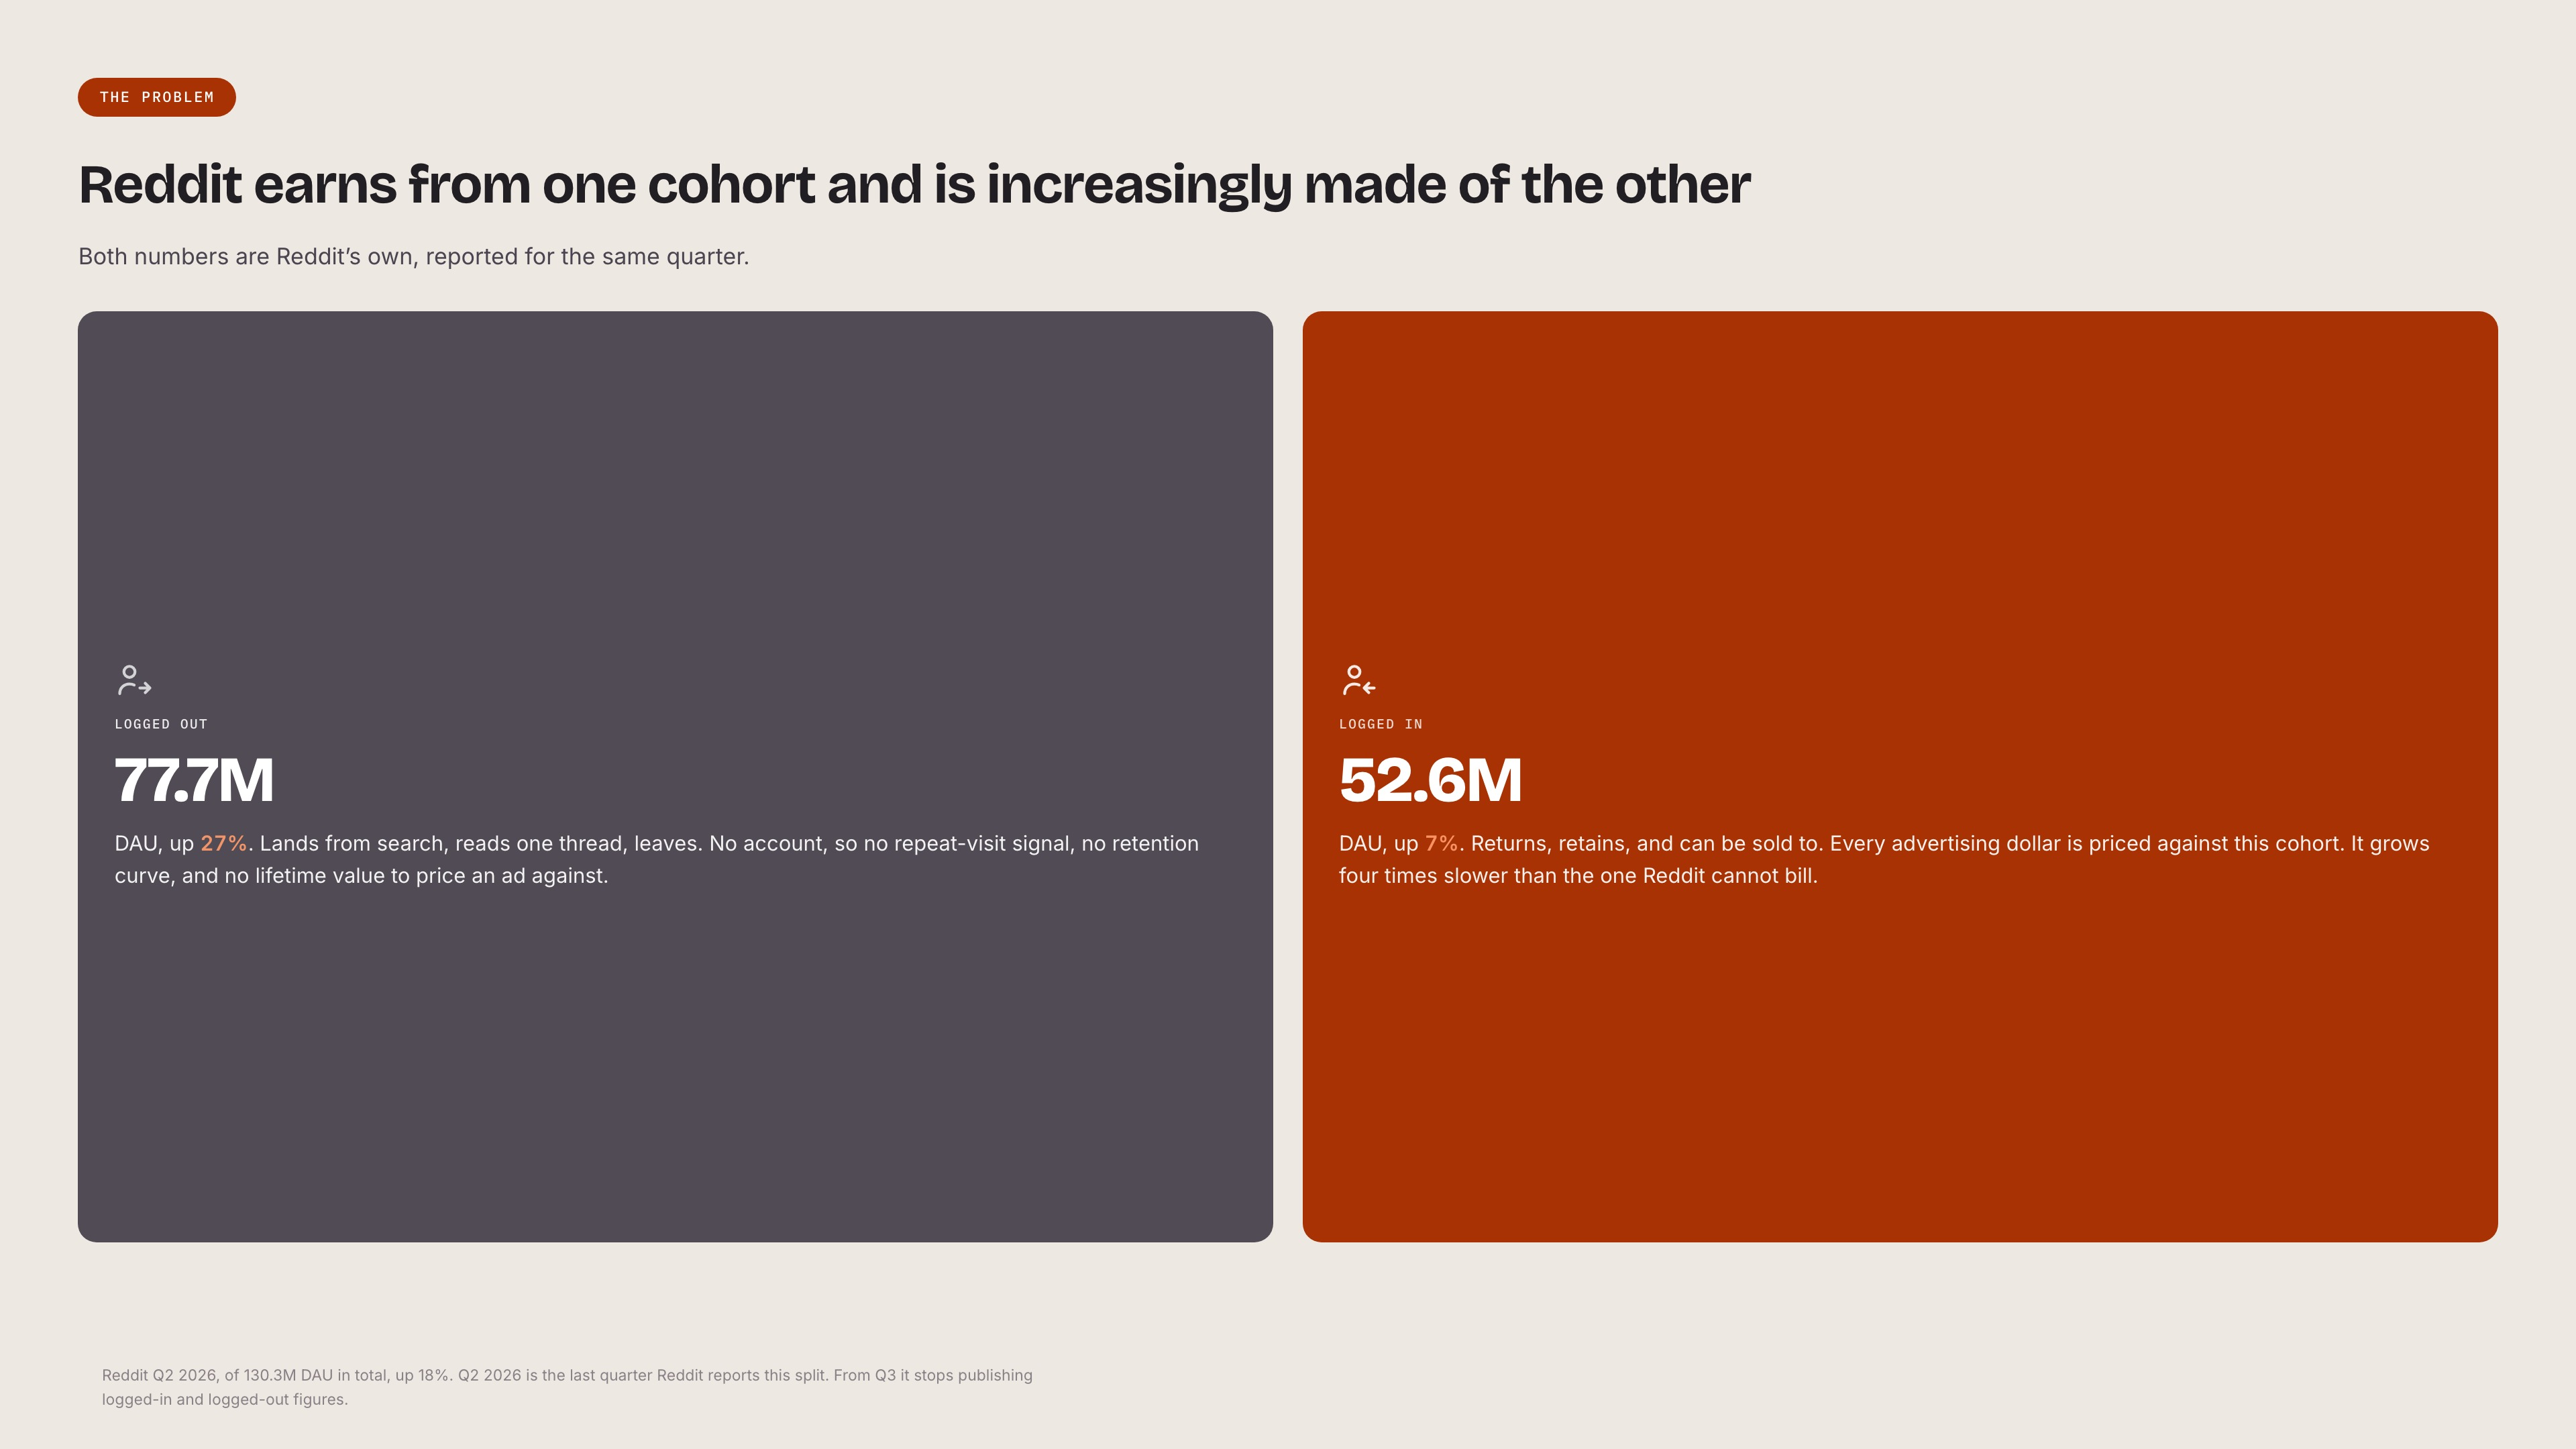 THE PROBLEM
Reddit earns from one cohort and is increasingly made of the other
Both numbers are Reddit’s own, reported for the same quarter.
LOGGED OUT
77.7M
DAU, up 27%. Lands from search, reads one thread, leaves. No account, so no repeat-visit signal, no retention
curve, and no lifetime value to price an ad against.
LOGGED IN
52.6M
DAU, up 7%. Returns, retains, and can be sold to. Every advertising dollar is priced against this cohort. It grows
four times slower than the one Reddit cannot bill.
Reddit Q2 2026, of 130.3M DAU in total, up 18%. Q2 2026 is the last quarter Reddit reports this split. From Q3 it stops publishing
logged-in and logged-out figures.